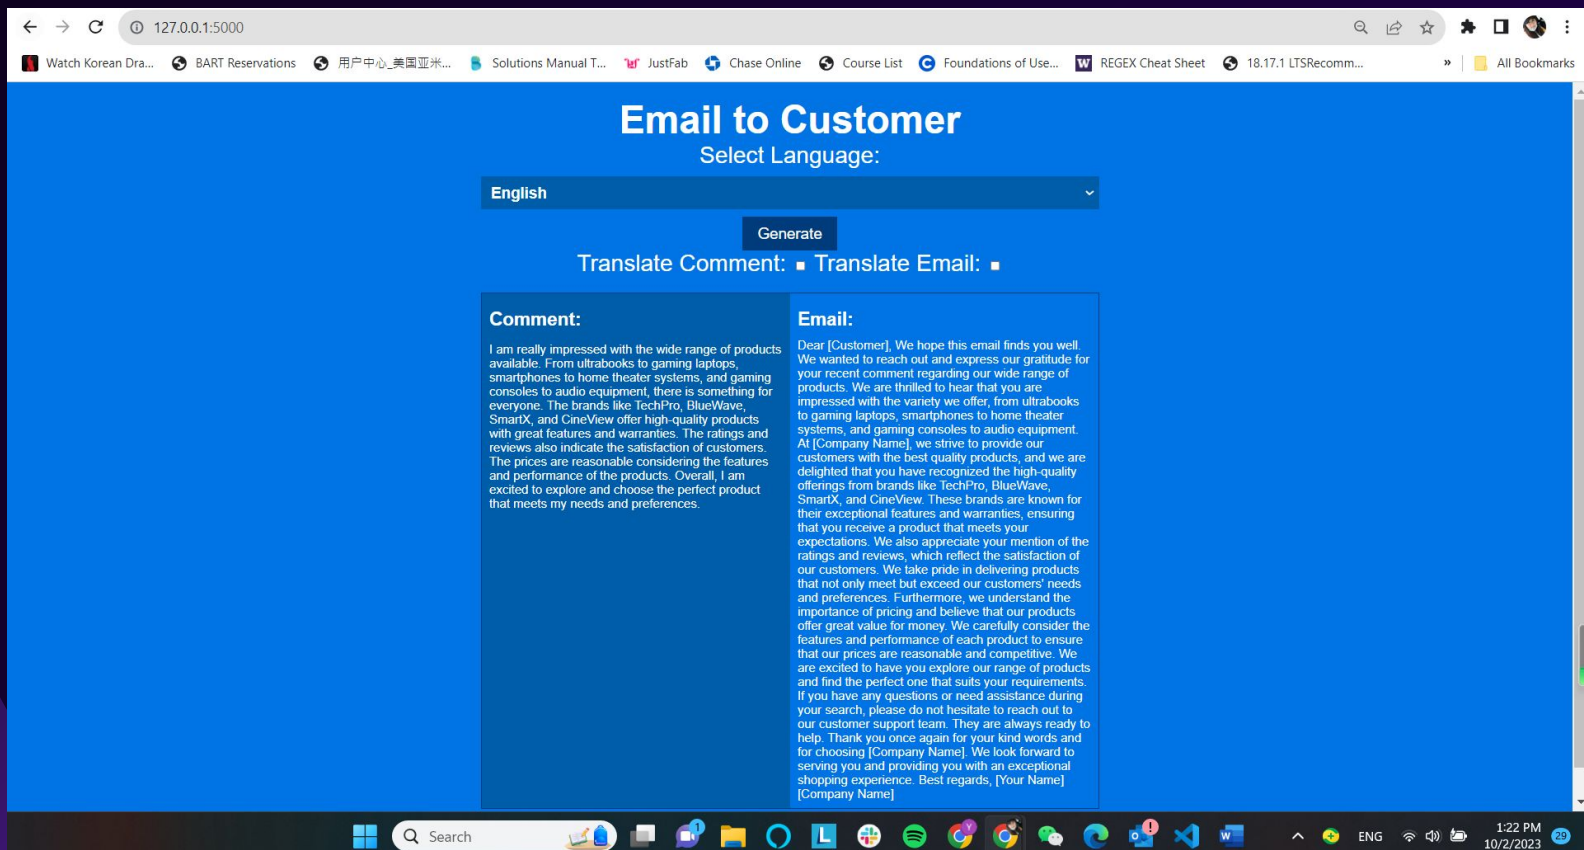 127.0.0.1:5000
Watch Korean Dra... BART Reservations 用户中心_美国亚米... Solutions Manual T... JustFab Chase Online Course List Foundations of Use... W REGEX Cheat Sheet 18.17.1 LTSRecomm... » All Bookmarks
Email to Customer
Select Language:
English
Generate
Translate Comment: Translate Email:
Comment:
I am really impressed with the wide range of products
available. From ultrabooks to gaming laptops,
smartphones to home theater systems, and gaming
consoles to audio equipment, there is something for
everyone. The brands like TechPro, BlueWave,
SmartX, and CineView offer high-quality products
with great features and warranties. The ratings and
reviews also indicate the satisfaction of customers.
The prices are reasonable considering the features
and performance of the products. Overall, I am
excited to explore and choose the perfect product
that meets my needs and preferences.
Email:
Dear [Customer], We hope this email finds you well.
We wanted to reach out and express our gratitude for
your recent comment regarding our wide range of
products. We are thrilled to hear that you are
impressed with the variety we offer, from ultrabooks
to gaming laptops, smartphones to home theater
systems, and gaming consoles to audio equipment.
At [Company Name], we strive to provide our
customers with the best quality products, and we are
delighted that you have recognized the high-quality
offerings from brands like TechPro, BlueWave,
SmartX, and CineView. These brands are known for
their exceptional features and warranties, ensuring
that you receive a product that meets your
expectations. We also appreciate your mention of the
ratings and reviews, which reflect the satisfaction of
our customers. We take pride in delivering products
that not only meet but exceed our customers' needs
and preferences. Furthermore, we understand the
importance of pricing and believe that our products
offer great value for money. We carefully consider the
features and performance of each product to ensure
that our prices are reasonable and competitive. We
are excited to have you explore our range of products
and find the perfect one that suits your requirements.
If you have any questions or need assistance during
your search, please do not hesitate to reach out to
our customer support team. They are always ready to
help. Thank you once again for your kind words and
for choosing [Company Name]. We look forward to
serving you and providing you with an exceptional
shopping experience. Best regards, [Your Name]
[Company Name]
Search
ENG
1:22 PM
10/2/2023
29